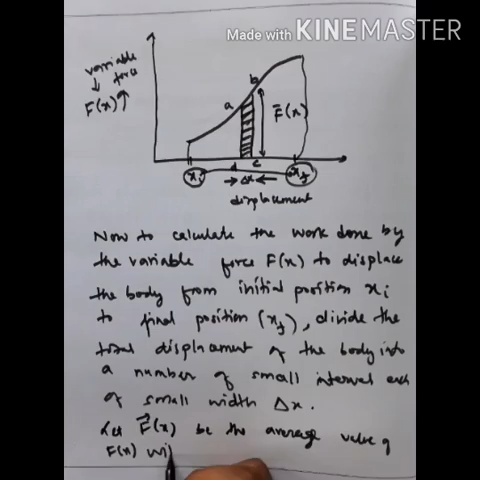 Made with KINEMASTER
variable
force
F(x)
a
b
F̄(x)
d
c
xi
Δx
xf
displacement
Now to calculate the work done by
the variable force F(x) to displace
the body from initial position xi
to final position (xf), divide the
total displacement of the body into
a number of small interval each
of small width Δx.
Let F⃗(x) be the average value of
F(x) wi